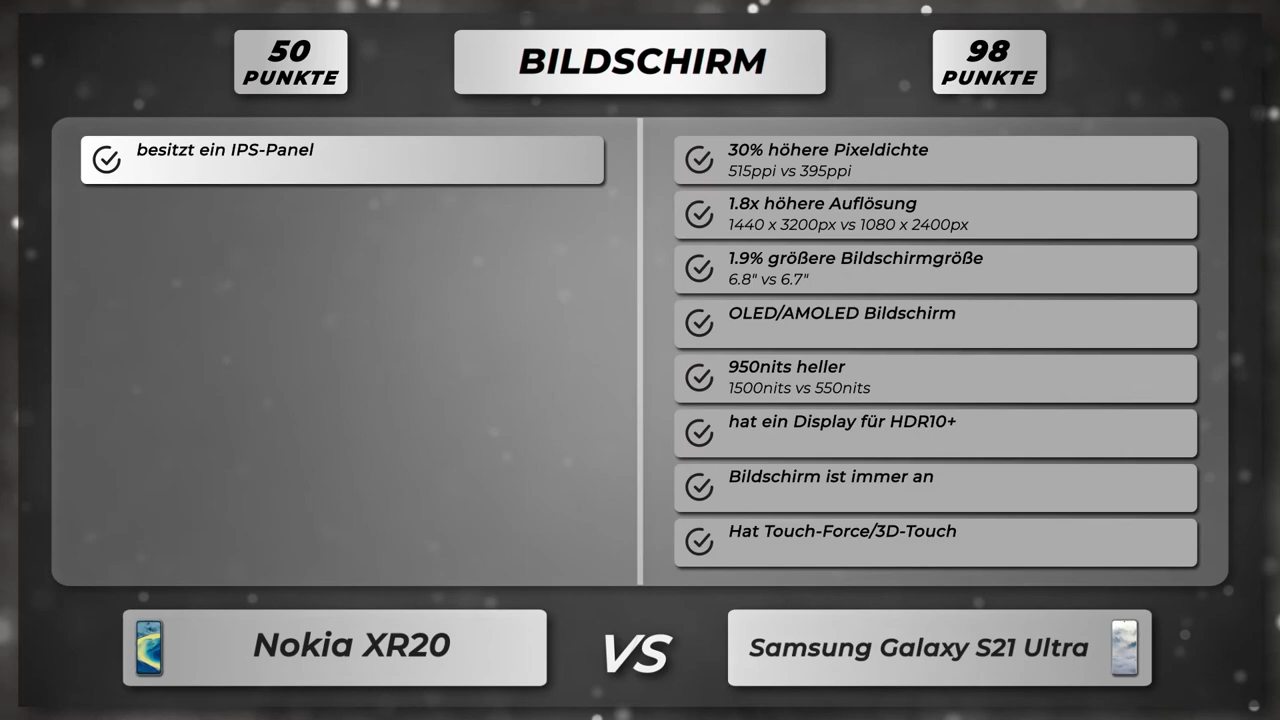 50
PUNKTE
BILDSCHIRM
98
PUNKTE
besitzt ein IPS-Panel
30% höhere Pixeldichte
515ppi vs 395ppi
1.8x höhere Auflösung
1440 x 3200px vs 1080 x 2400px
1.9% größere Bildschirmgröße
6.8" vs 6.7"
OLED/AMOLED Bildschirm
950nits heller
1500nits vs 550nits
hat ein Display für HDR10+
Bildschirm ist immer an
Hat Touch-Force/3D-Touch
Nokia XR20
VS
Samsung Galaxy S21 Ultra